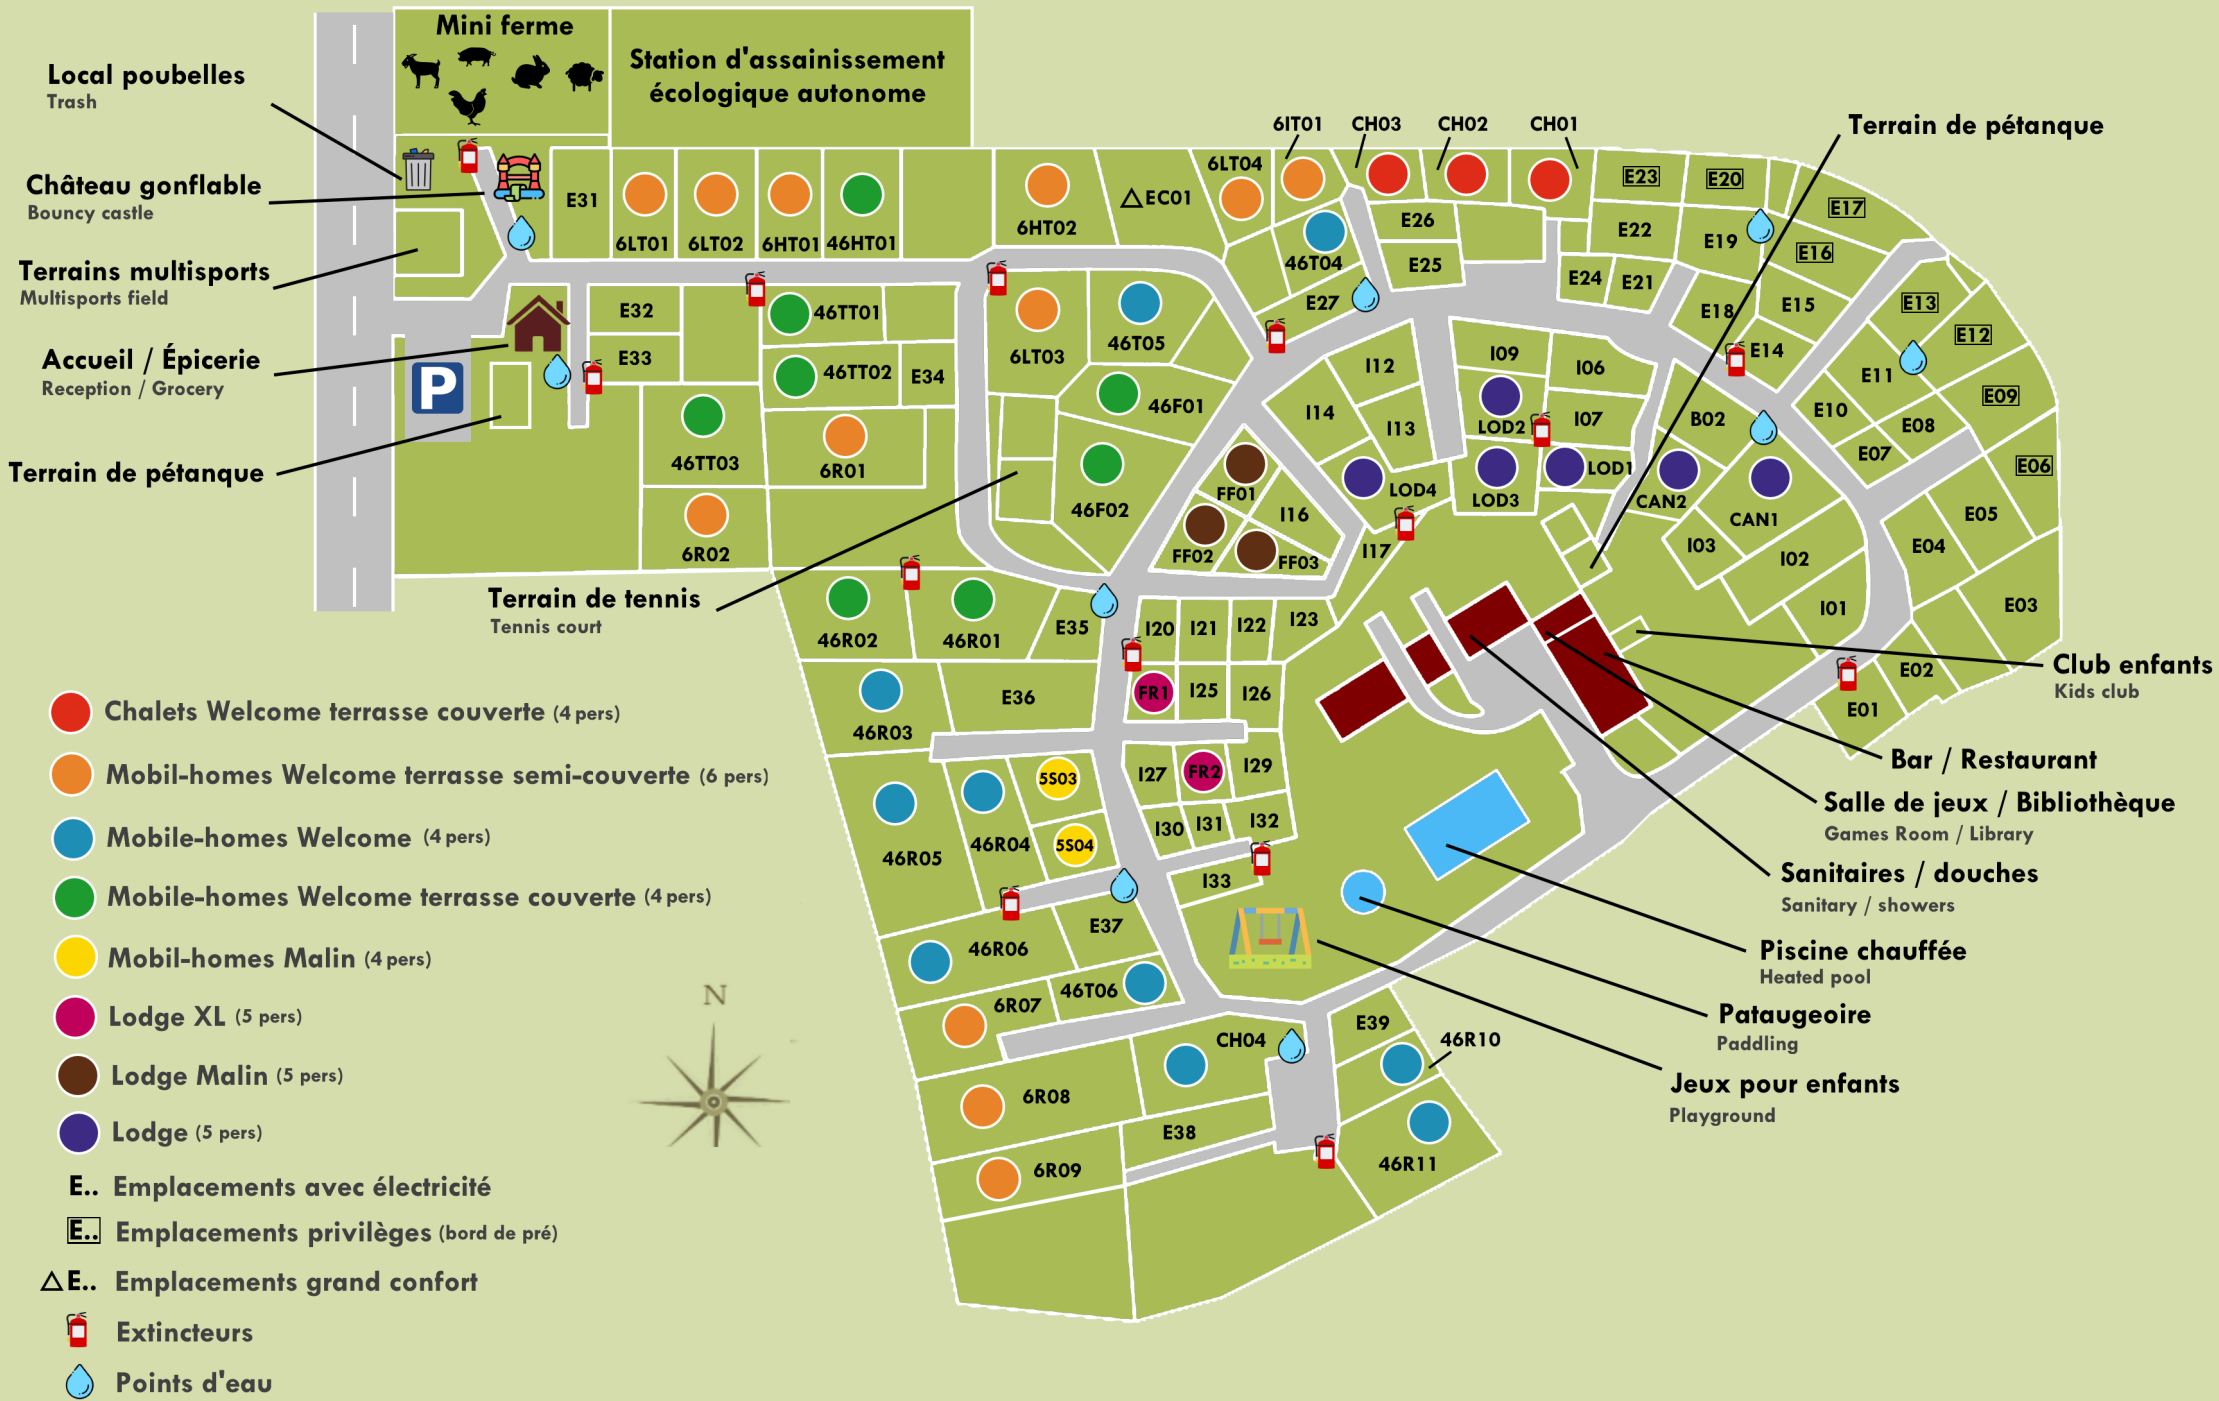 Mini ferme
Station d'assainissement
écologique autonome
Local poubelles
Trash
Château gonflable
Bouncy castle
Terrains multisports
Multisports field
Accueil / Épicerie
Reception / Grocery
Terrain de pétanque
P
Terrain de tennis
Tennis court
Terrain de pétanque
Club enfants
Kids club
Bar / Restaurant
Salle de jeux / Bibliothèque
Games Room / Library
Sanitaires / douches
Sanitary / showers
Piscine chauffée
Heated pool
Pataugeoire
Paddling
Jeux pour enfants
Playground
E31
6LT01
6LT02
6HT01
46HT01
6HT02
EC01
6LT04
6IT01
CH03
CH02
CH01
46T04
E27
E26
E25
E23
E20
E17
E22
E19
E16
E24
E21
E18
E15
E14
E13
E12
E11
E10
E09
E08
E07
E06
E05
E04
E03
E02
E01
E32
E33
46TT01
46TT02
E34
46TT03
6R01
6R02
6LT03
46T05
46F01
46F02
I12
I14
I13
I09
I06
LOD2
I07
LOD3
LOD1
LOD4
B02
CAN2
CAN1
I03
I02
I01
FF01
I16
FF02
FF03
I17
46R02
46R01
E35
I20
I21
I22
I23
FR1
I25
I26
46R03
E36
46R05
46R04
5S03
5S04
I27
FR2
I29
I30
I31
I32
I33
46R06
E37
6R07
46T06
CH04
E39
46R10
6R08
E38
6R09
46R11
N
Chalets Welcome terrasse couverte (4 pers)
Mobil-homes Welcome terrasse semi-couverte (6 pers)
Mobile-homes Welcome (4 pers)
Mobile-homes Welcome terrasse couverte (4 pers)
Mobil-homes Malin (4 pers)
Lodge XL (5 pers)
Lodge Malin (5 pers)
Lodge (5 pers)
E.. Emplacements avec électricité
E.. Emplacements privilèges (bord de pré)
△E.. Emplacements grand confort
Extincteurs
Points d'eau